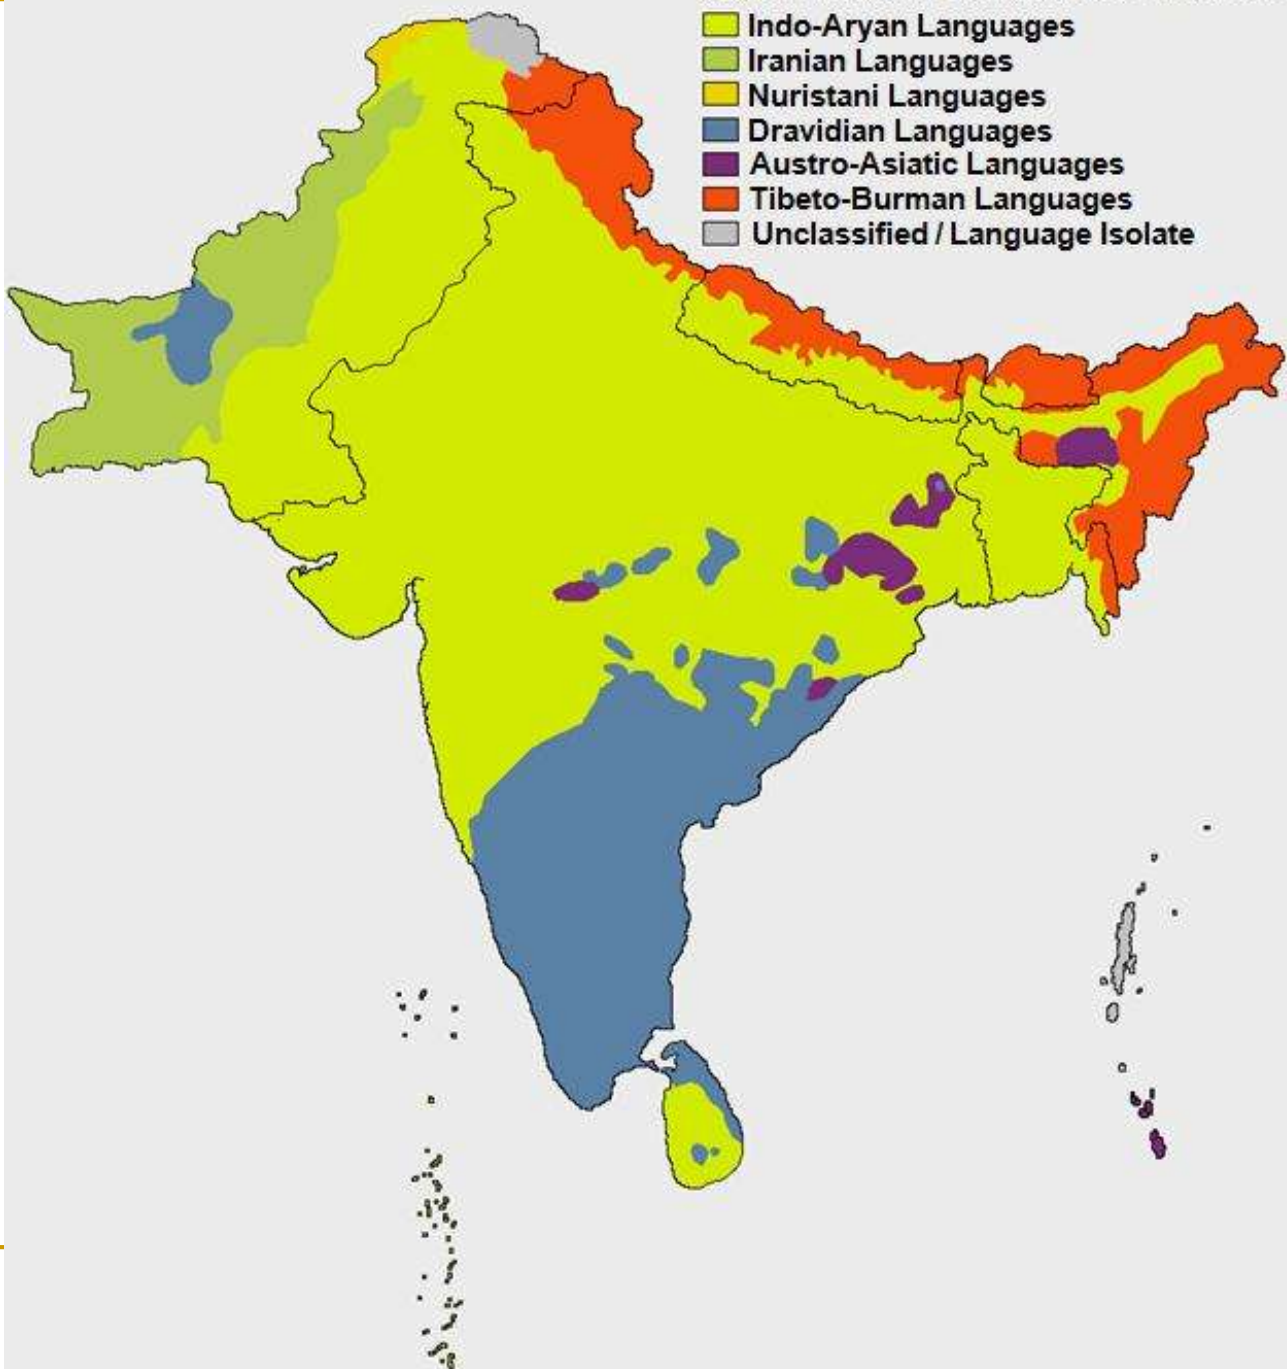 Indo-Aryan Languages
Iranian Languages
Nuristani Languages
Dravidian Languages
Austro-Asiatic Languages
Tibeto-Burman Languages
Unclassified / Language Isolate